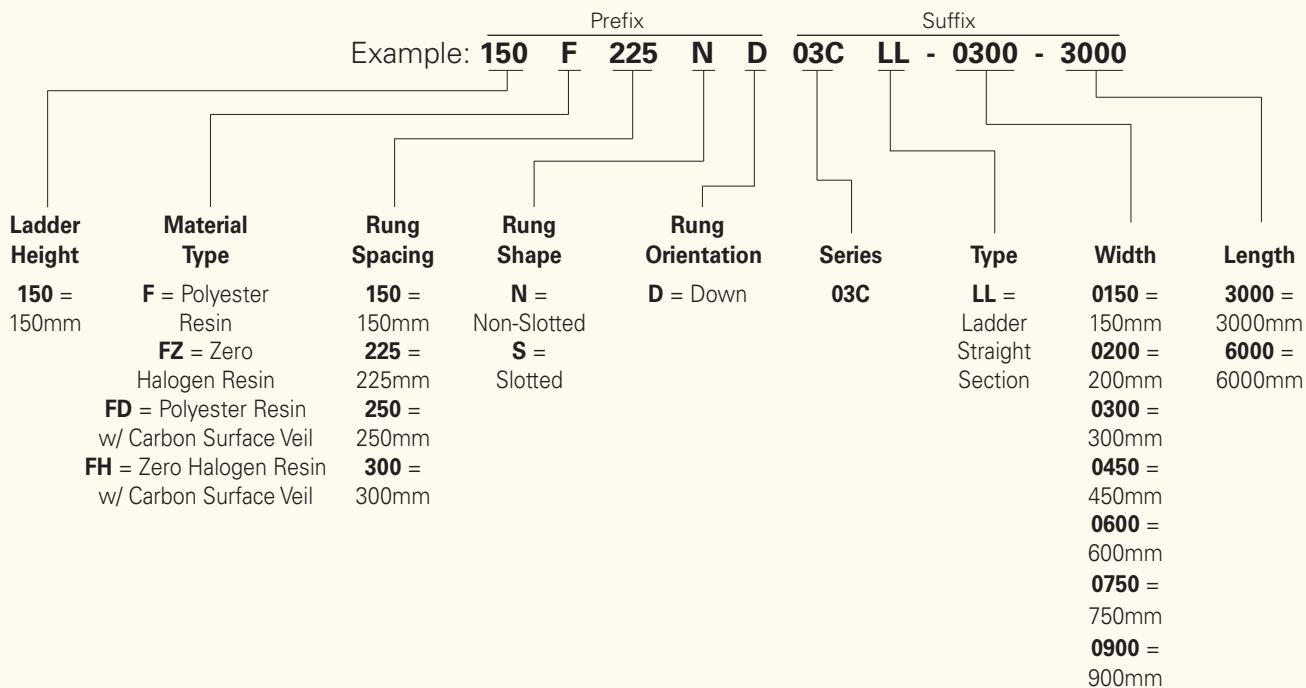 Prefix
Suffix
Example: 150 F 225 N D 03C LL - 0300 - 3000
Ladder
Height
150 =
150mm
Material
Type
F = Polyester
Resin
FZ = Zero
Halogen Resin
FD = Polyester Resin
w/ Carbon Surface Veil
FH = Zero Halogen Resin
w/ Carbon Surface Veil
Rung
Spacing
150 =
150mm
225 =
225mm
250 =
250mm
300 =
300mm
Rung
Shape
N =
Non-Slotted
S =
Slotted
Rung
Orientation
D = Down
Series
03C
Type
LL =
Ladder
Straight
Section
Width
0150 =
150mm
0200 =
200mm
0300 =
300mm
0450 =
450mm
0600 =
600mm
0750 =
750mm
0900 =
900mm
Length
3000 =
3000mm
6000 =
6000mm